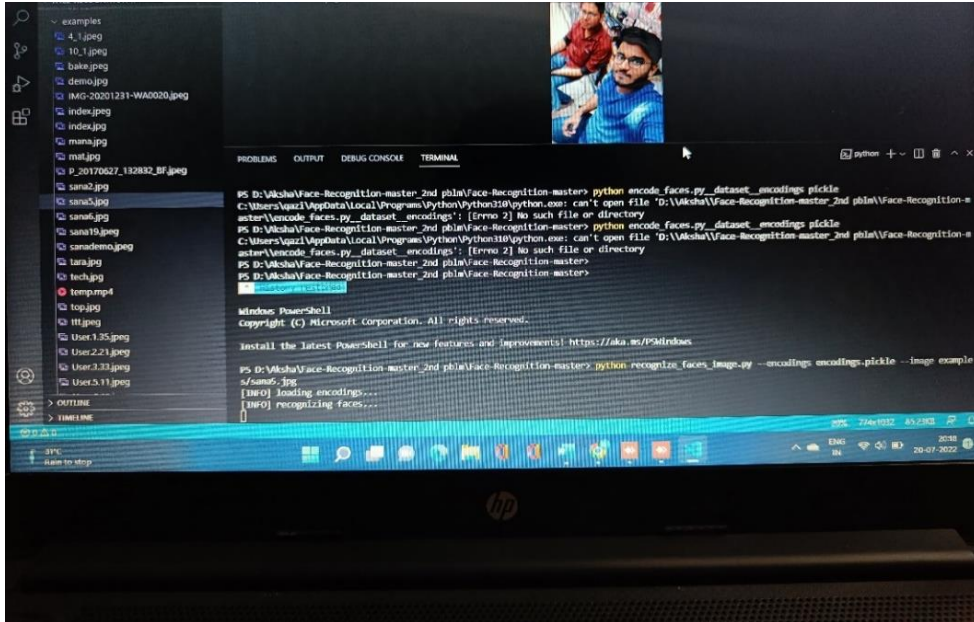 examples
4_1.jpeg
10_1.jpeg
bake.jpeg
demo.jpg
IMG-20201231-WA0020.jpeg
index.jpeg
index.jpg
mana.jpg
mat.jpg
P_20170627_132832_BF.jpeg
sana2.jpg
sana5.jpg
sana6.jpg
sana19.jpeg
sanademo.jpeg
tara.jpg
tech.jpg
temp.mp4
top.jpg
ttt.jpeg
User.1.35.jpeg
User.2.21.jpeg
User.3.33.jpeg
User.5.11.jpeg
OUTLINE
TIMELINE
PROBLEMS OUTPUT DEBUG CONSOLE TERMINAL
python
PS D:\Aksha\Face-Recognition-master_2nd pblm\Face-Recognition-master> python encode_faces.py__dataset__encodings pickle
C:\Users\qazi\AppData\Local\Programs\Python\Python310\python.exe: can't open file 'D:\\Aksha\\Face-Recognition-master_2nd pblm\\Face-Recognition-m
aster\\encode_faces.py__dataset__encodings': [Errno 2] No such file or directory
PS D:\Aksha\Face-Recognition-master_2nd pblm\Face-Recognition-master> python encode_faces.py__dataset__encodings pickle
C:\Users\qazi\AppData\Local\Programs\Python\Python310\python.exe: can't open file 'D:\\Aksha\\Face-Recognition-master_2nd pblm\\Face-Recognition-m
aster\\encode_faces.py__dataset__encodings': [Errno 2] No such file or directory
PS D:\Aksha\Face-Recognition-master_2nd pblm\Face-Recognition-master>
PS D:\Aksha\Face-Recognition-master_2nd pblm\Face-Recognition-master>
Windows PowerShell
Copyright (C) Microsoft Corporation. All rights reserved.
Install the latest PowerShell for new features and improvements! https://aka.ms/PSWindows
PS D:\Aksha\Face-Recognition-master_2nd pblm\Face-Recognition-master> python recognize_faces_image.py --encodings encodings.pickle --image example
s/sana5.jpg
[INFO] loading encodings...
[INFO] recognizing faces...
774x1032 85.23KB
31°C
Rain to stop
ENG
IN
20:18
20-07-2022
hp